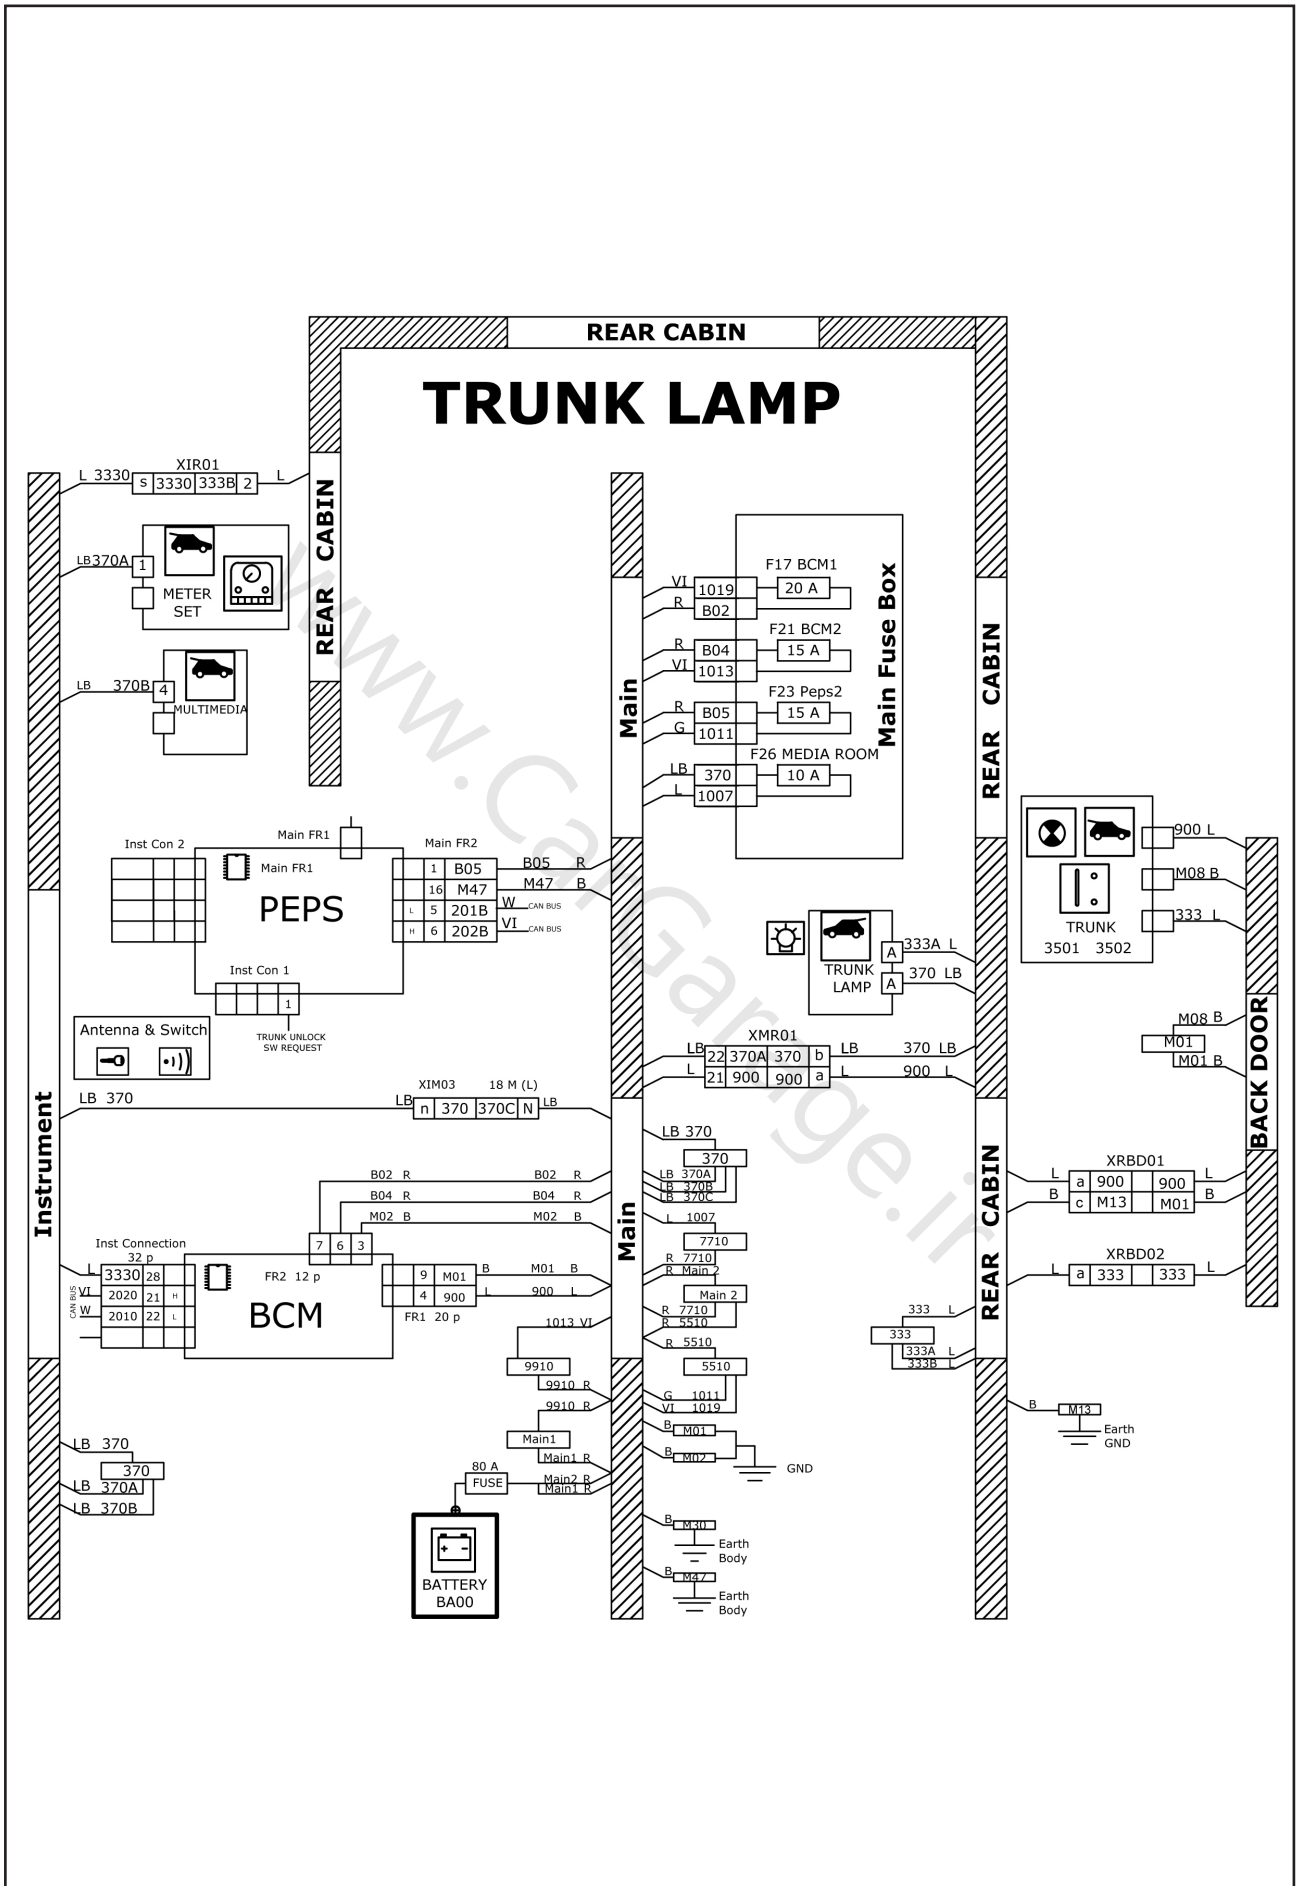 REAR CABIN
TRUNK LAMP
XIR01
L 3330 s 3330 333B 2 L
REAR CABIN
LB 370A 1
METER
SET
LB 370B 4
MULTIMEDIA
Main
Main Fuse Box
F17 BCM1
VI 1019 20 A
R B02
F21 BCM2
R B04 15 A
VI 1013
F23 Peps2
R B05 15 A
G 1011
F26 MEDIA ROOM
LB 370 10 A
L 1007
REAR CABIN
Inst Con 2
Main FR1
Main FR1
PEPS
Main FR2
1 B05 B05 R
16 M47 M47 B
L 5 201B W CAN BUS
H 6 202B VI CAN BUS
Inst Con 1
1
TRUNK UNLOCK
SW REQUEST
Antenna & Switch
900 L
M08 B
333 L
TRUNK
3501 3502
TRUNK
LAMP
A 333A L
A 370 LB
XMR01
LB 22 370A 370 b LB 370 LB
L 21 900 900 a L 900 L
M08 B
M01
M01 B
BACK DOOR
Instrument
XIM03 18 M (L)
LB 370 LB n 370 370C N LB
LB 370
370
LB 370A
LB 370B
LB 370C
B02 R B02 R
B04 R B04 R
M02 B M02 B
7 6 3
FR2 12 p
Main
L 1007
7710
R 7710
R Main 2
Main 2
R 7710
R 5510
R 5510
5510
G 1011
VI 1019
B M01
B M02
GND
B M30
Earth
Body
B M47
Earth
Body
Inst Connection
32 p
L 3330 28
VI 2020 21 H
W 2010 22 L
CAN BUS
BCM
9 M01 B M01 B
4 900 L 900 L
FR1 20 p
1013 VI
9910
9910 R
9910 R
Main1
Main1 R
80 A
FUSE
Main2 R
Main1 R
BATTERY
BA00
LB 370
370
LB 370A
LB 370B
REAR CABIN
XRBD01
L a 900 900 L
B c M13 M01 B
XRBD02
L a 333 333 L
333 L
333
333A L
333B L
B M13
Earth
GND
www.CarGarage.ir